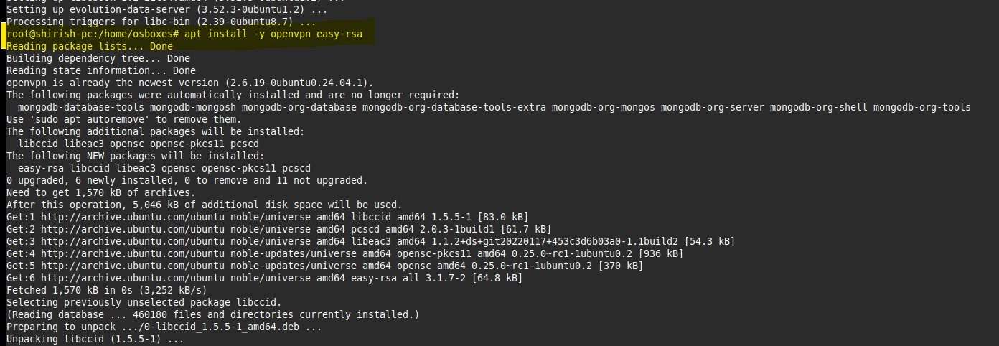 Setting up evolution-data-server (3.52.3-0ubuntu1.2) ...
Processing triggers for libc-bin (2.39-0ubuntu8.7) ...
root@shirish-pc:/home/osboxes# apt install -y openvpn easy-rsa
Reading package lists... Done
Building dependency tree... Done
Reading state information... Done
openvpn is already the newest version (2.6.19-0ubuntu0.24.04.1).
The following packages were automatically installed and are no longer required:
  mongodb-database-tools mongodb-mongosh mongodb-org-database mongodb-org-database-tools-extra mongodb-org-mongos mongodb-org-server mongodb-org-shell mongodb-org-tools
Use 'sudo apt autoremove' to remove them.
The following additional packages will be installed:
  libccid libeac3 opensc opensc-pkcs11 pcscd
The following NEW packages will be installed:
  easy-rsa libccid libeac3 opensc opensc-pkcs11 pcscd
0 upgraded, 6 newly installed, 0 to remove and 11 not upgraded.
Need to get 1,570 kB of archives.
After this operation, 5,046 kB of additional disk space will be used.
Get:1 http://archive.ubuntu.com/ubuntu noble/universe amd64 libccid amd64 1.5.5-1 [83.0 kB]
Get:2 http://archive.ubuntu.com/ubuntu noble/universe amd64 pcscd amd64 2.0.3-1build1 [61.7 kB]
Get:3 http://archive.ubuntu.com/ubuntu noble/universe amd64 libeac3 amd64 1.1.2+ds+git20220117+453c3d6b03a0-1.1build2 [54.3 kB]
Get:4 http://archive.ubuntu.com/ubuntu noble-updates/universe amd64 opensc-pkcs11 amd64 0.25.0~rc1-1ubuntu0.2 [936 kB]
Get:5 http://archive.ubuntu.com/ubuntu noble-updates/universe amd64 opensc amd64 0.25.0~rc1-1ubuntu0.2 [370 kB]
Get:6 http://archive.ubuntu.com/ubuntu noble/universe amd64 easy-rsa all 3.1.7-2 [64.8 kB]
Fetched 1,570 kB in 0s (3,252 kB/s)
Selecting previously unselected package libccid.
(Reading database ... 460180 files and directories currently installed.)
Preparing to unpack .../0-libccid_1.5.5-1_amd64.deb ...
Unpacking libccid (1.5.5-1) ...